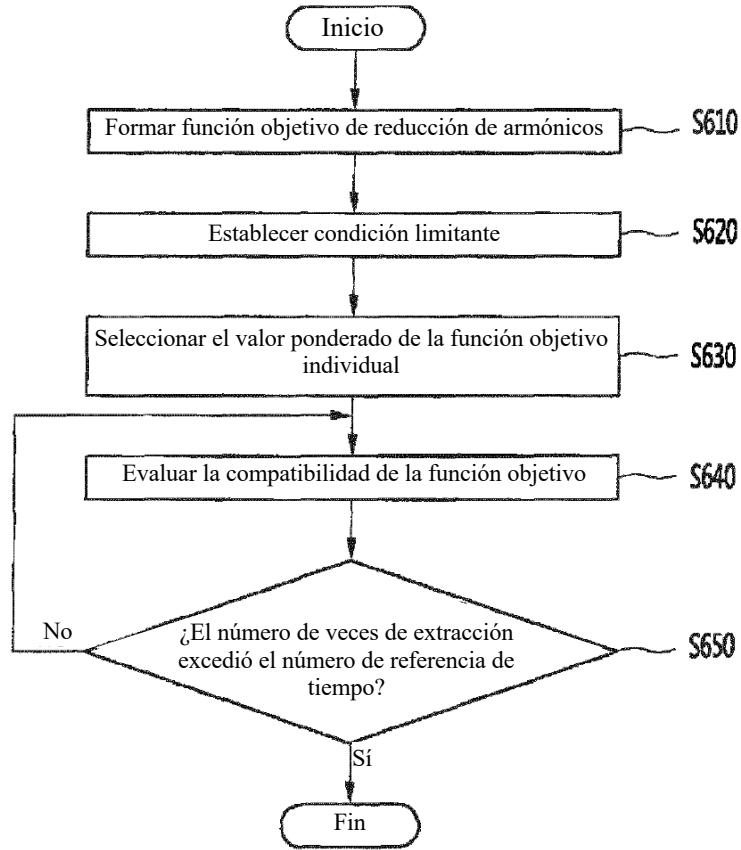 Inicio
Formar función objetivo de reducción de armónicos
S610
Establecer condición limitante
S620
Seleccionar el valor ponderado de la función objetivo
individual
S630
Evaluar la compatibilidad de la función objetivo
S640
No
¿El número de veces de extracción
excedió el número de referencia de
tiempo?
S650
Sí
Fin